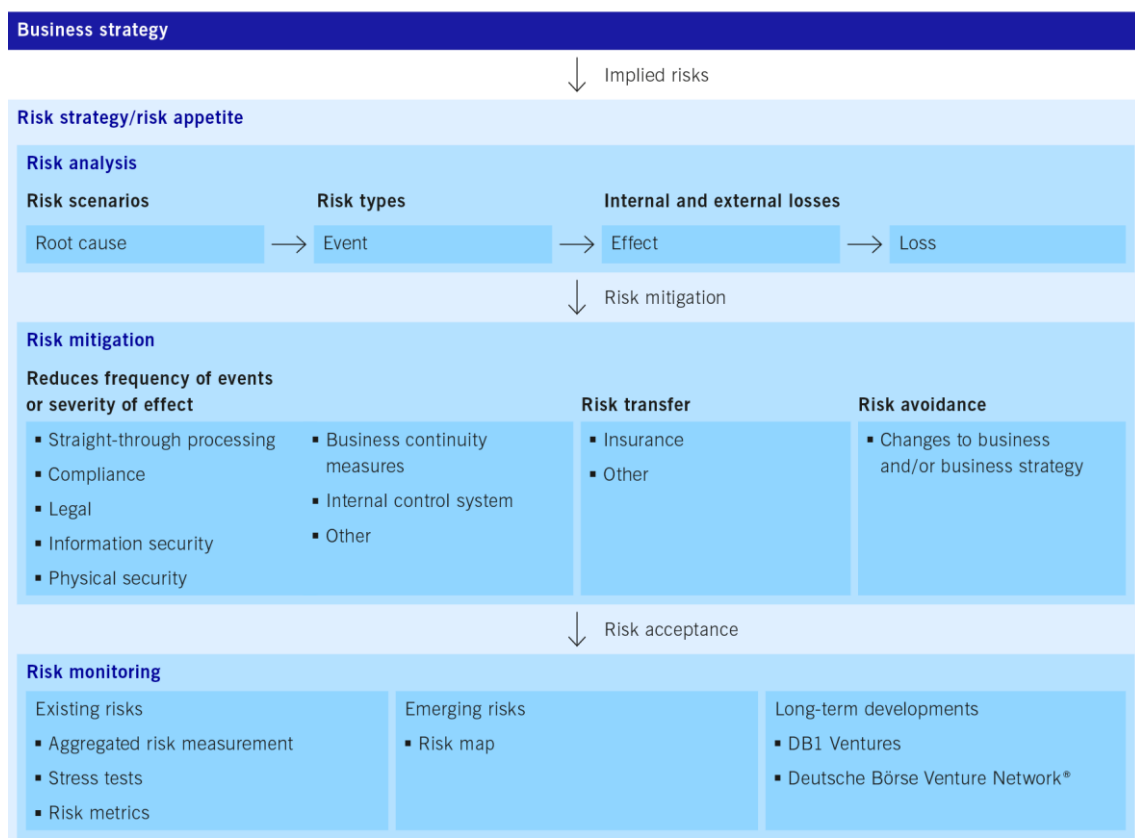 Business strategy
Implied risks
Risk strategy/risk appetite
Risk analysis
Risk scenarios
Risk types
Internal and external losses
Root cause
Event
Effect
Loss
Risk mitigation
Risk mitigation
Reduces frequency of events
or severity of effect
▪ Straight-through processing
▪ Compliance
▪ Legal
▪ Information security
▪ Physical security
▪ Business continuity
measures
▪ Internal control system
▪ Other
Risk transfer
▪ Insurance
▪ Other
Risk avoidance
▪ Changes to business
and/or business strategy
Risk acceptance
Risk monitoring
Existing risks
▪ Aggregated risk measurement
▪ Stress tests
▪ Risk metrics
Emerging risks
▪ Risk map
Long-term developments
▪ DB1 Ventures
▪ Deutsche Börse Venture Network®